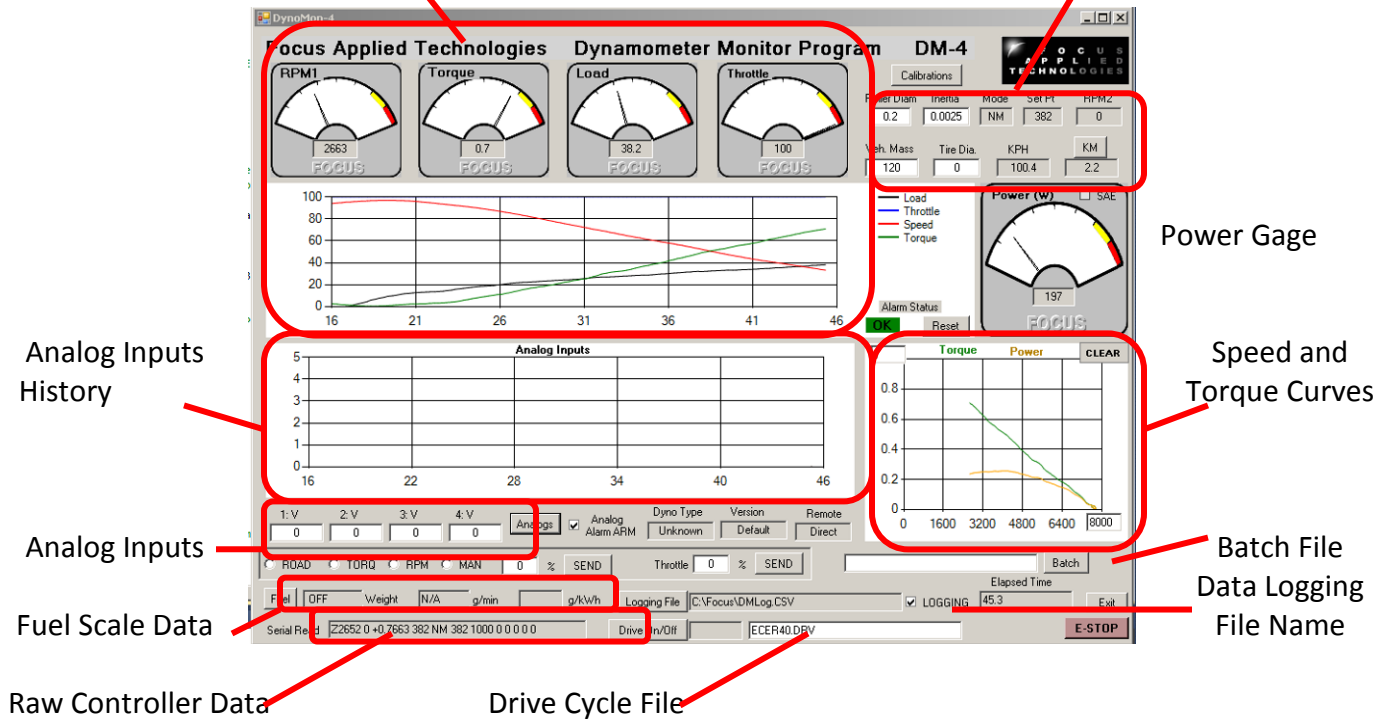 DynoMon-4
Focus Applied Technologies Dynamometer Monitor Program DM-4
FOCUS
APPLIED
TECHNOLOGIES
RPM1
2663
FOCUS
Torque
0.7
FOCUS
Load
38.2
FOCUS
Throttle
100
FOCUS
Calibrations
Diam Inertia Mode Set Pt RPM2
0.2 0.0025 NM 382 0
Veh. Mass Tire Dia. KPH KM
120 0 100.4 2.2
100
80
60
40
20
0
16 21 26 31 36 41 46
Load
Throttle
Speed
Torque
Alarm Status
OK Reset
Power (W) SAE
197
FOCUS
Power Gage
Analog Inputs
History
Analog Inputs
5
4
3
2
1
0
16 22 28 34 40 46
Torque Power CLEAR
0.8
0.6
0.4
0.2
0
0 1600 3200 4800 6400 8000
Speed and
Torque Curves
Analog Inputs
1: V 2: V 3: V 4: V
0 0 0 0
Analogs
Analog
Alarm ARM
Dyno Type Version Remote
Unknown Default Direct
ROAD TORQ RPM MAN 0 % SEND Throttle 0 % SEND
Batch
Batch File
Data Logging
File Name
Fuel Scale Data
Fuel OFF Weight N/A g/min g/kWh
Logging File C:\Focus\DMLog.CSV LOGGING
Elapsed Time
45.3 Exit
Serial Read Z2652 0 +0.7663 382 NM 382 1000 0 0 0 0 0
Drive On/Off ECER40.DRV E-STOP
Raw Controller Data
Drive Cycle File